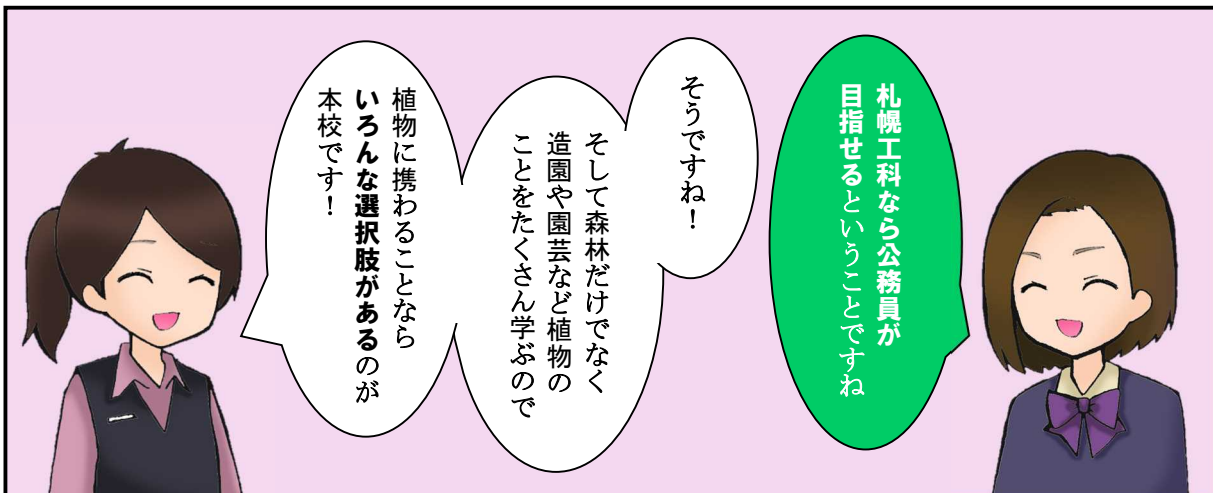 札幌工科なら公務員が
目指せるということですね
そうですね！
そして森林だけでなく
造園や園芸など植物の
ことをたくさん学ぶので
植物に携わることなら
いろんな選択肢があるのが
本校です！